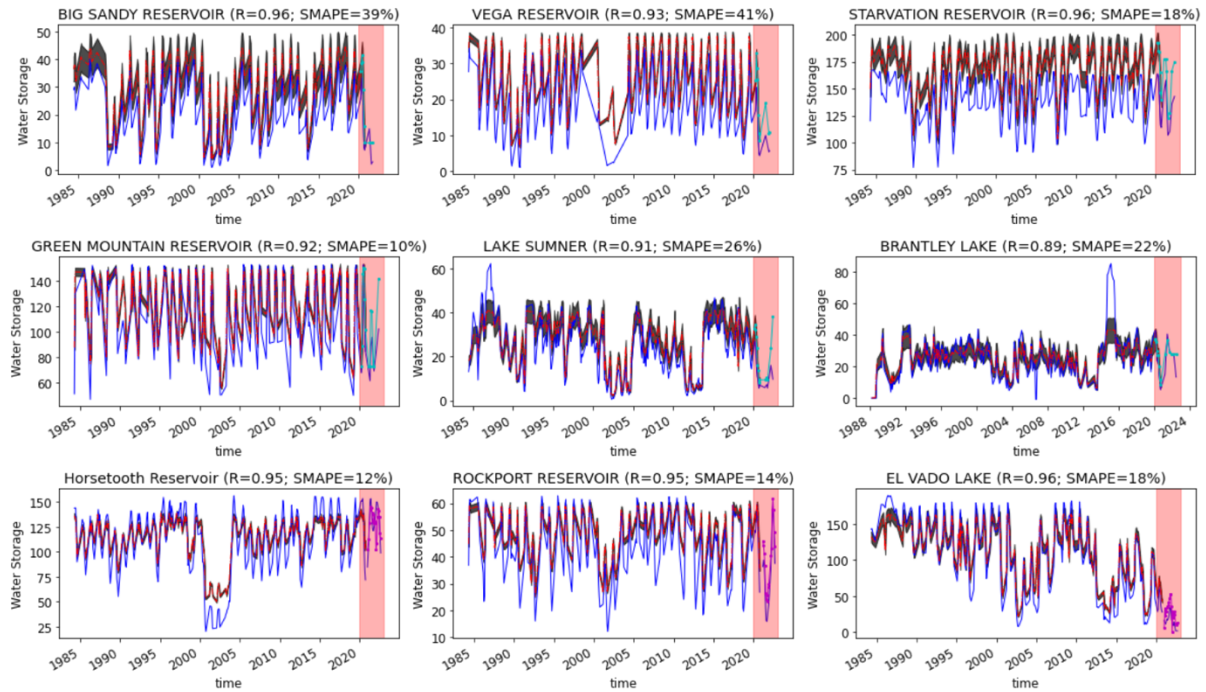 BIG SANDY RESERVOIR (R=0.96; SMAPE=39%)
Water Storage
50
40
30
20
10
0
1985 1990 1995 2000 2005 2010 2015 2020
time
VEGA RESERVOIR (R=0.93; SMAPE=41%)
Water Storage
40
30
20
10
0
1985 1990 1995 2000 2005 2010 2015 2020
time
STARVATION RESERVOIR (R=0.96; SMAPE=18%)
Water Storage
200
175
150
125
100
75
1985 1990 1995 2000 2005 2010 2015 2020
time
GREEN MOUNTAIN RESERVOIR (R=0.92; SMAPE=10%)
Water Storage
140
120
100
80
60
1985 1990 1995 2000 2005 2010 2015 2020
time
LAKE SUMNER (R=0.91; SMAPE=26%)
Water Storage
60
40
20
0
1985 1990 1995 2000 2005 2010 2015 2020
time
BRANTLEY LAKE (R=0.89; SMAPE=22%)
Water Storage
80
60
40
20
0
1988 1992 1996 2000 2004 2008 2012 2016 2020 2024
time
Horsetooth Reservoir (R=0.95; SMAPE=12%)
Water Storage
150
125
100
75
50
25
1985 1990 1995 2000 2005 2010 2015 2020
time
ROCKPORT RESERVOIR (R=0.95; SMAPE=14%)
Water Storage
60
50
40
30
20
10
1985 1990 1995 2000 2005 2010 2015 2020
time
EL VADO LAKE (R=0.96; SMAPE=18%)
Water Storage
150
100
50
0
1985 1990 1995 2000 2005 2010 2015 2020
time